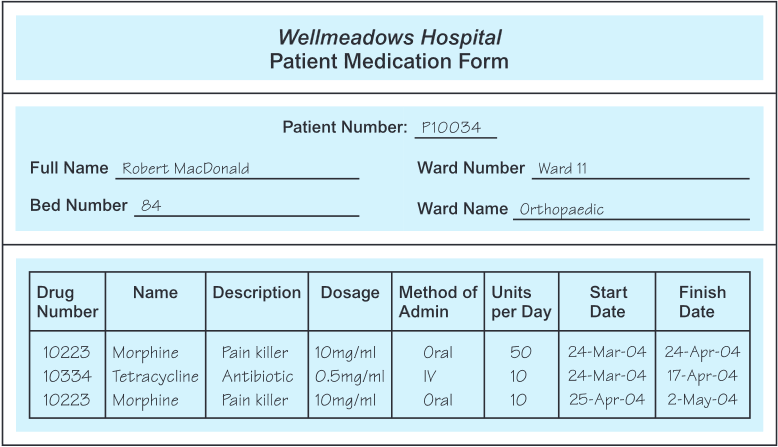 Wellmeadows Hospital
Patient Medication Form
Patient Number: P10034
Full Name Robert MacDonald Ward Number Ward 11
Bed Number 84 Ward Name Orthopaedic
Drug Number Name Description Dosage Method of Admin Units per Day Start Date Finish Date
10223 Morphine Pain killer 10mg/ml Oral 50 24-Mar-04 24-Apr-04
10334 Tetracycline Antibiotic 0.5mg/ml IV 10 24-Mar-04 17-Apr-04
10223 Morphine Pain killer 10mg/ml Oral 10 25-Apr-04 2-May-04